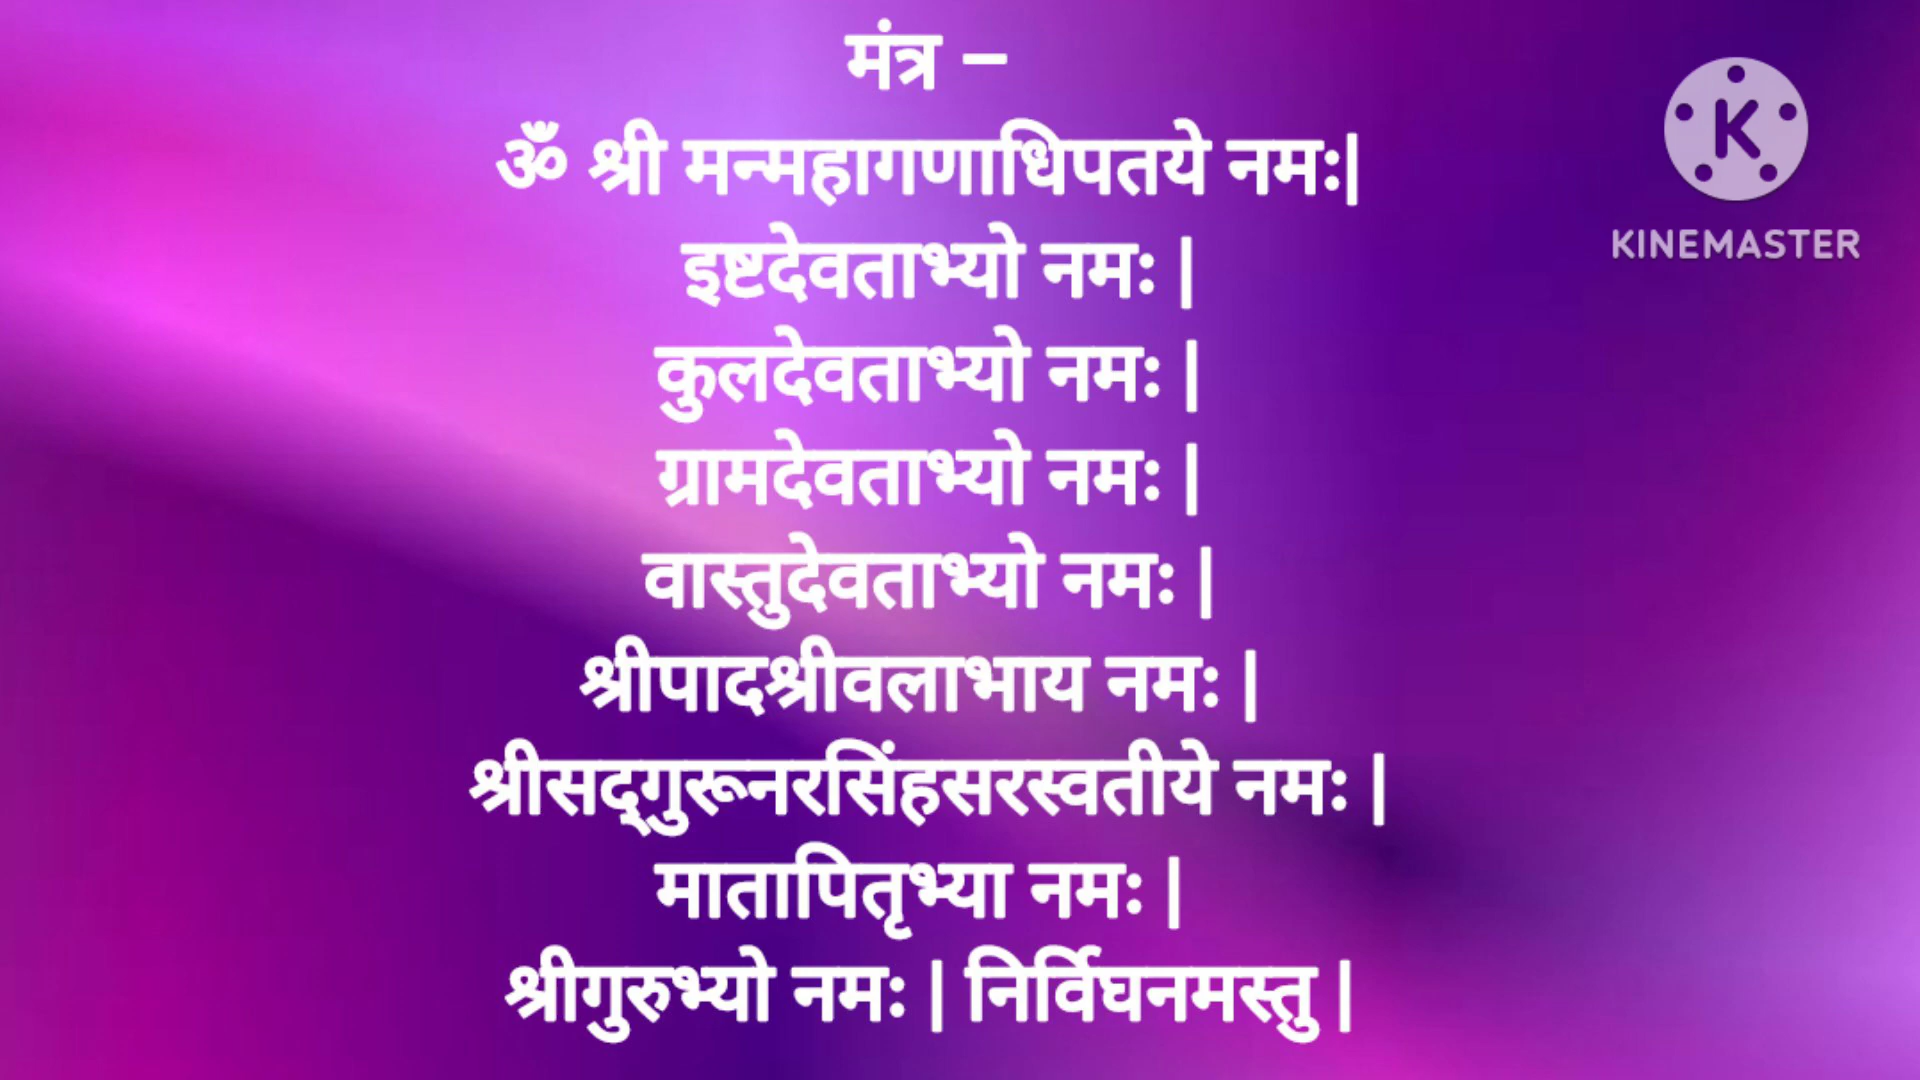 मंत्र –
ॐ श्री मन्महागणाधिपतये नमः|
इष्टदेवताभ्यो नमः |
कुलदेवताभ्यो नमः |
ग्रामदेवताभ्यो नमः |
वास्तुदेवताभ्यो नमः |
श्रीपादश्रीवलाभाय नमः |
श्रीसद्‌गुरूनरसिंहसरस्वतीये नमः |
मातापितृभ्या नमः |
श्रीगुरुभ्यो नमः | निर्विघनमस्तु |
K
KINEMASTER